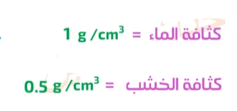 كثافة الماء = 1 g/cm³
كثافة الخشب = 0.5 g/cm³